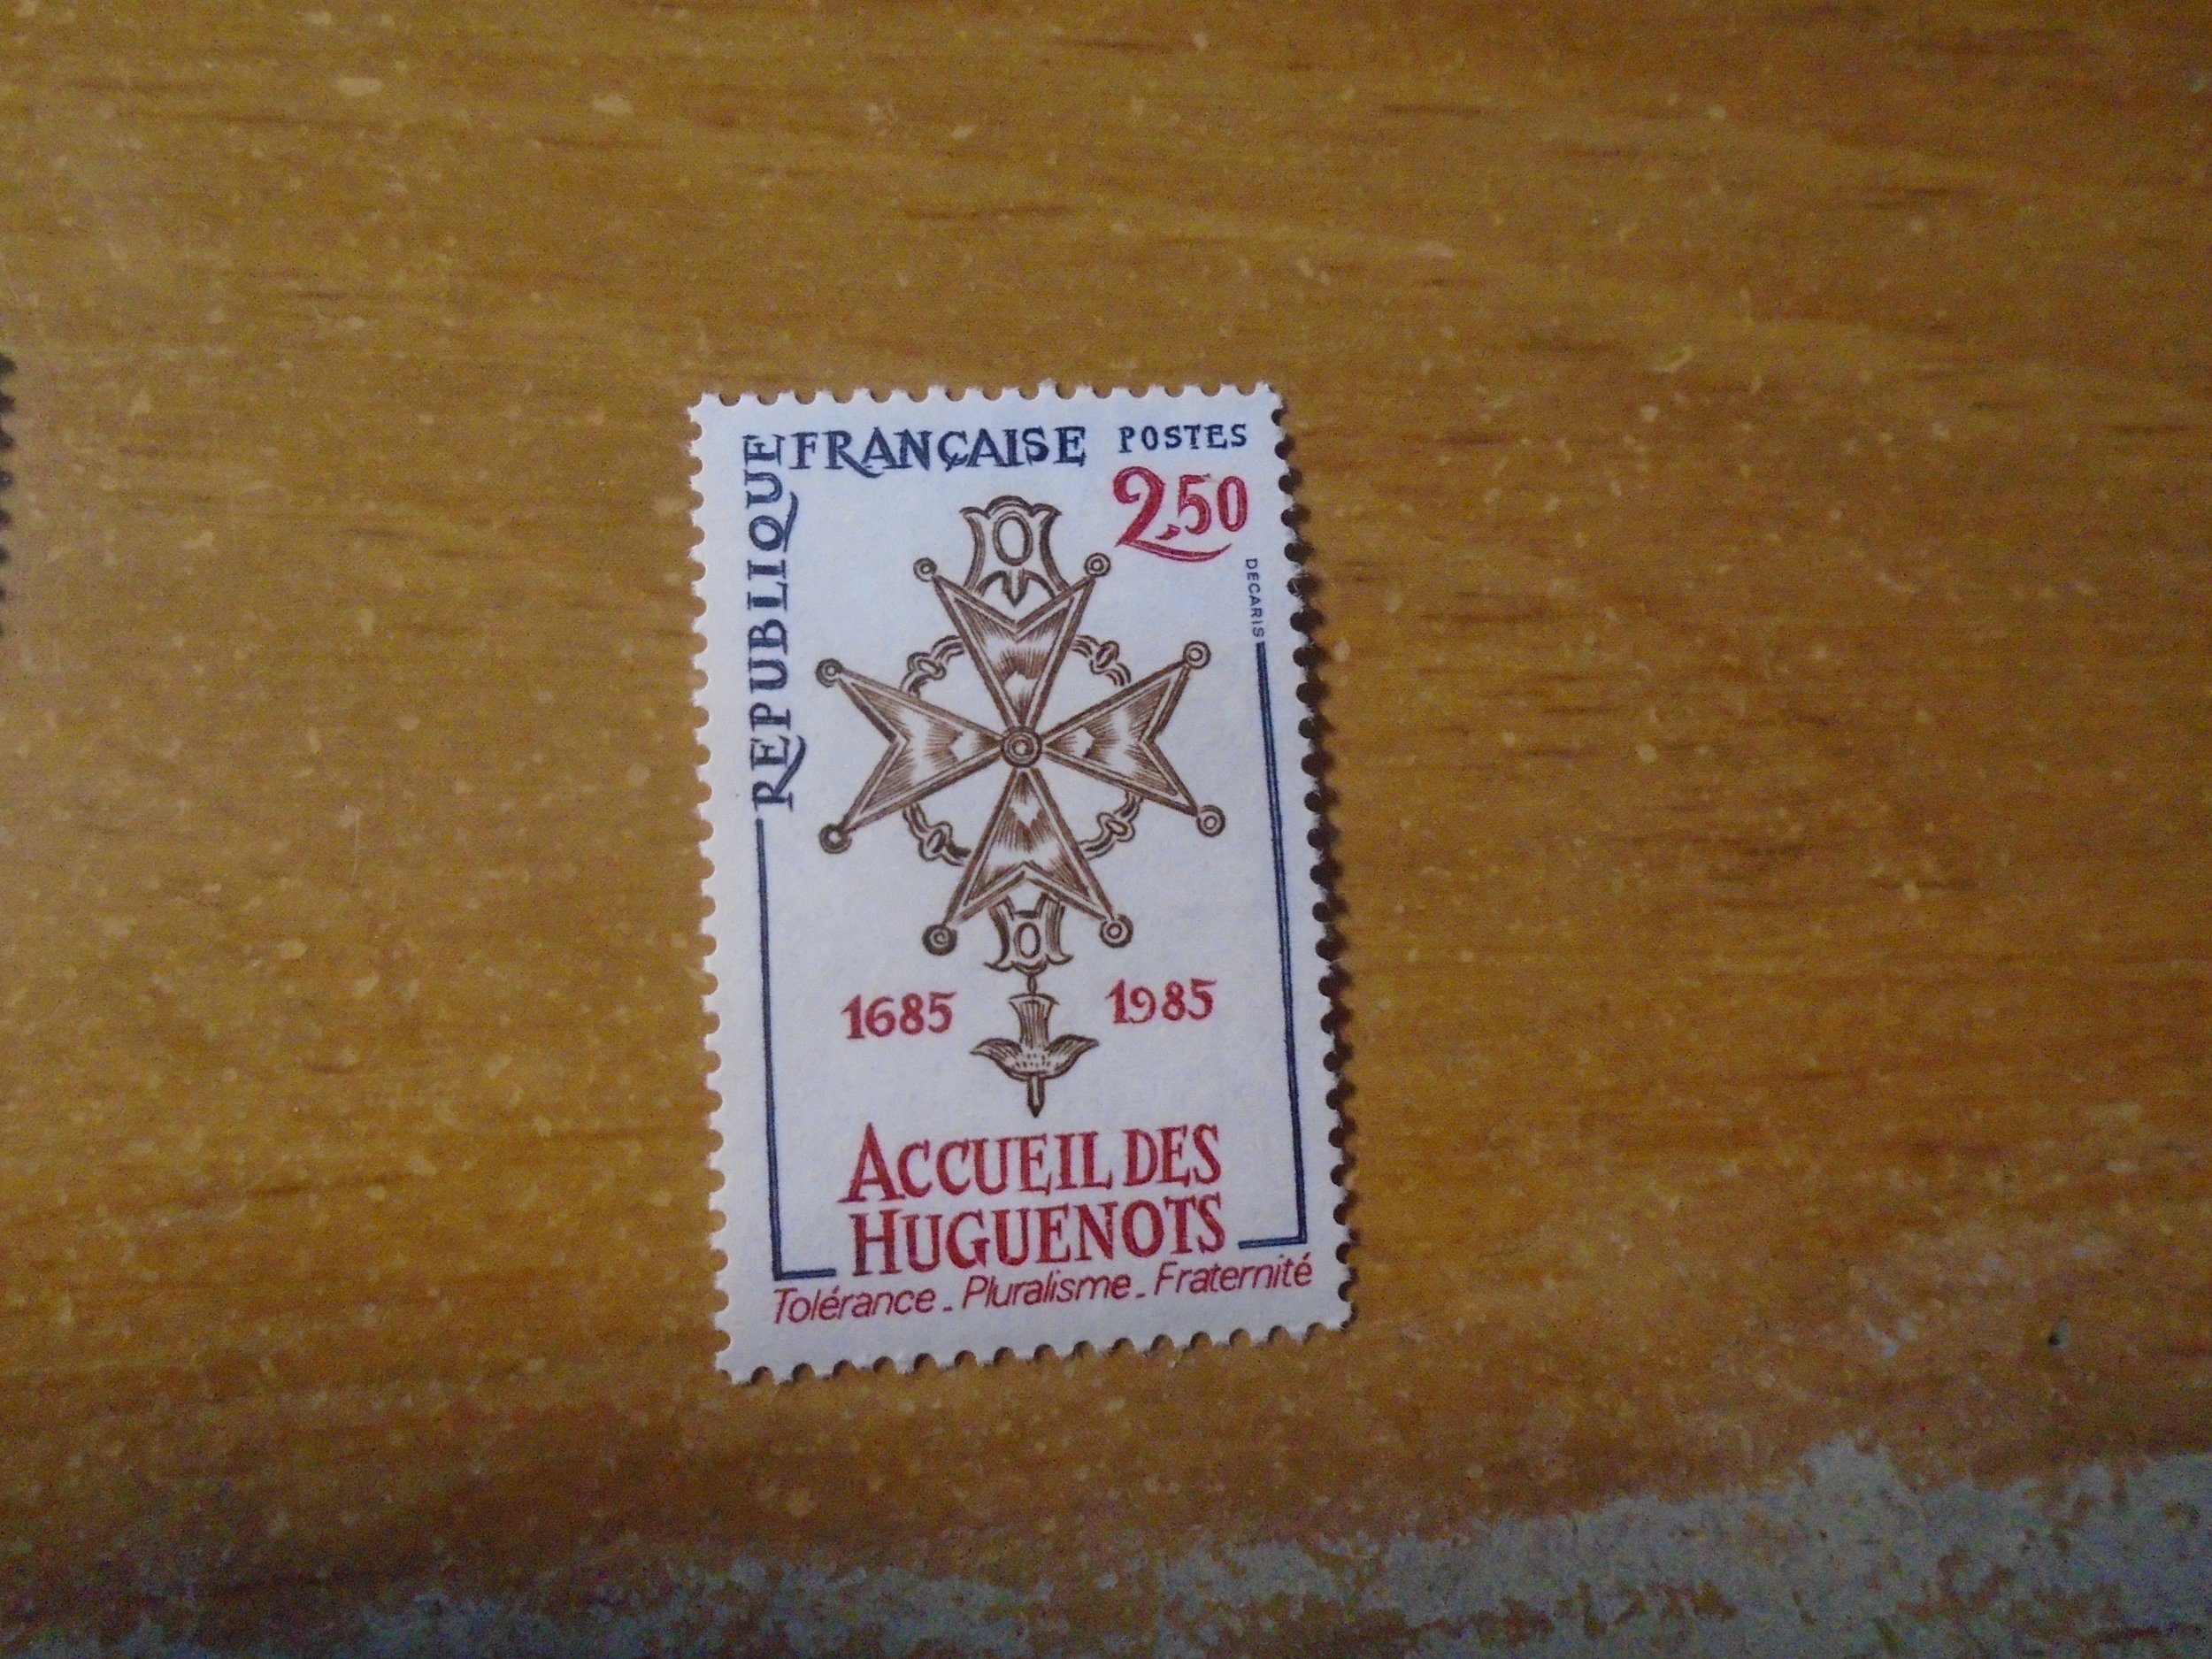 REPUBLIQUE FRANÇAISE POSTES
2,50
DECARIS
1685 1985
ACCUEIL DES
HUGUENOTS
Tolérance - Pluralisme - Fraternité